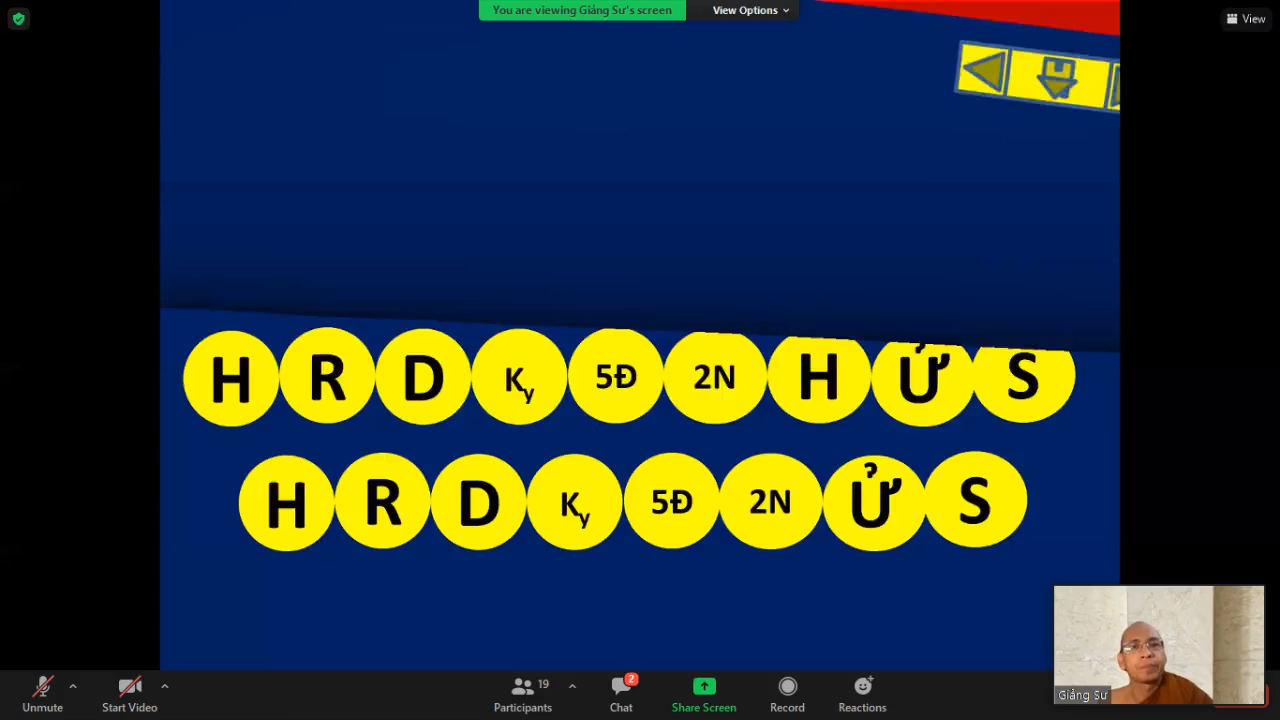 You are viewing Giảng Sư's screen View Options
View
H R D Ky 5Đ 2N H Ử S
H R D Ky 5Đ 2N Ử S
Giảng Sư
Unmute Start Video Participants 19 Chat 2 Share Screen Record Reactions